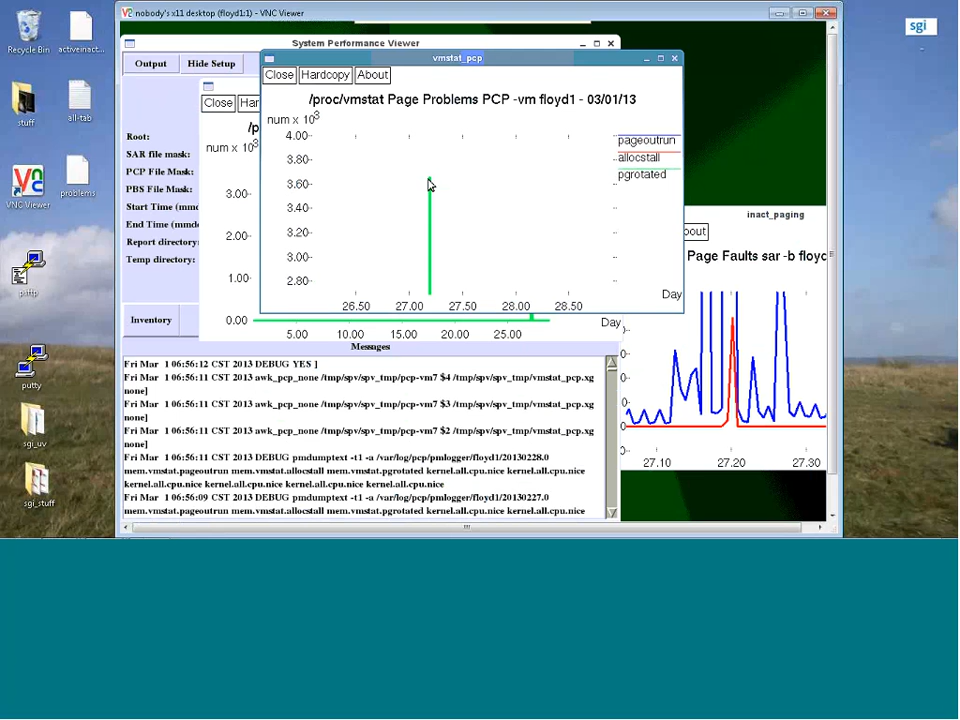 nobody's x11 desktop (floyd1:1) - VNC Viewer
Recycle Bin
activeinact...
stuff
all-tab
VNC Viewer
problems
psftp
putty
sgi_uv
sgi_stuff
sgi
System Performance Viewer
Output
Hide Setup
Root:
SAR file mask:
PCP File Mask:
PBS File Mask:
Start Time (mmd
End Time (mmdd
Report directory:
Temp directory:
Inventory
Close
Har
/p
num x 10^3
3.00
2.00
1.00
0.00
5.00 10.00 15.00 20.00 25.00
Day
vmstat_pcp
Close
Hardcopy
About
/proc/vmstat Page Problems PCP -vm floyd1 - 03/01/13
num x 10^3
4.00
3.80
3.60
3.40
3.20
3.00
2.80
26.50 27.00 27.50 28.00 28.50
Day
pageoutrun
allocstall
pgrotated
inact_paging
out
Page Faults sar -b floyd
27.10 27.20 27.30
Messages
Fri Mar 1 06:56:12 CST 2013 DEBUG YES ]
Fri Mar 1 06:56:11 CST 2013 awk_pcp_none /tmp/spv/spv_tmp/pcp-vm7 $4 /tmp/spv/spv_tmp/vmstat_pcp.xg
none]
Fri Mar 1 06:56:11 CST 2013 awk_pcp_none /tmp/spv/spv_tmp/pcp-vm7 $3 /tmp/spv/spv_tmp/vmstat_pcp.xg
none]
Fri Mar 1 06:56:11 CST 2013 awk_pcp_none /tmp/spv/spv_tmp/pcp-vm7 $2 /tmp/spv/spv_tmp/vmstat_pcp.xg
none]
Fri Mar 1 06:56:11 CST 2013 DEBUG pmdumptext -t1 -a /var/log/pcp/pmlogger/floyd1/20130228.0
mem.vmstat.pageoutrun mem.vmstat.allocstall mem.vmstat.pgrotated kernel.all.cpu.nice kernel.all.cpu.nice
kernel.all.cpu.nice kernel.all.cpu.nice kernel.all.cpu.nice kernel.all.cpu.nice
Fri Mar 1 06:56:09 CST 2013 DEBUG pmdumptext -t1 -a /var/log/pcp/pmlogger/floyd1/20130227.0
mem.vmstat.pageoutrun mem.vmstat.allocstall mem.vmstat.pgrotated kernel.all.cpu.nice kernel.all.cpu.nice